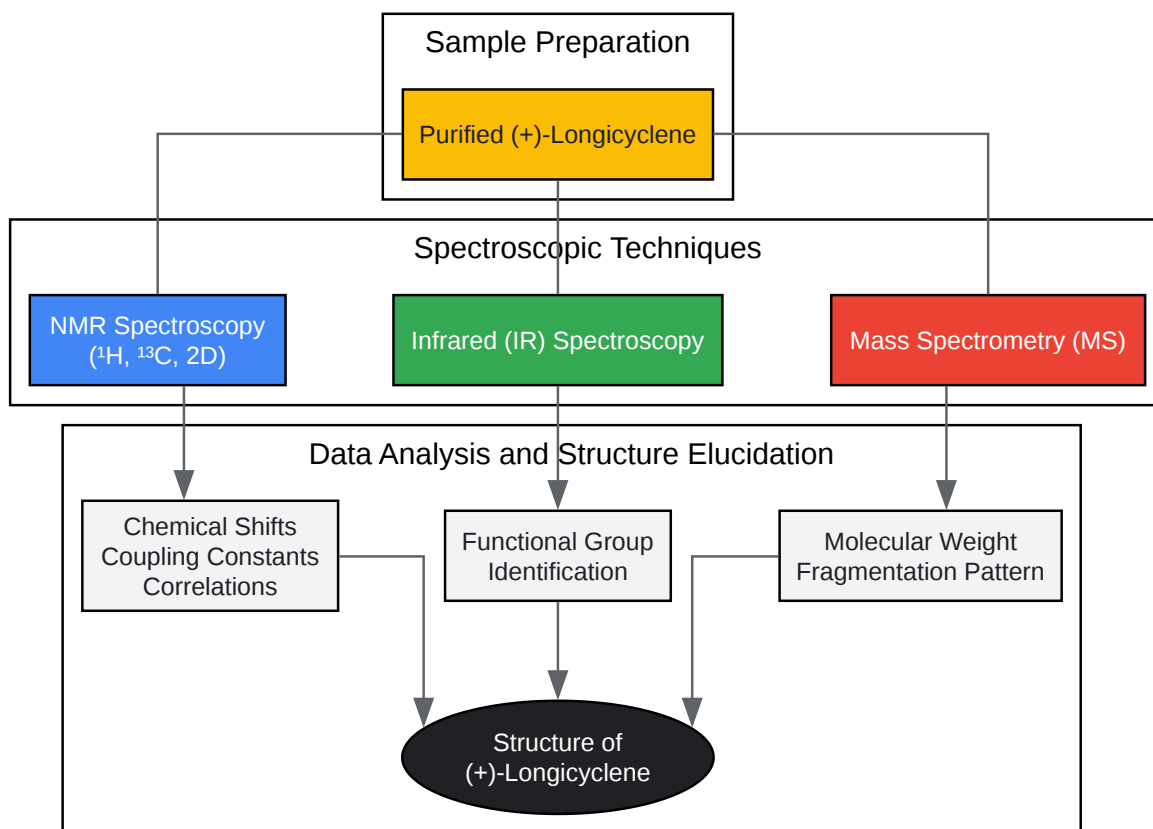 Sample Preparation
Purified (+)-Longicyclene
Spectroscopic Techniques
NMR Spectroscopy
(¹H, ¹³C, 2D)
Infrared (IR) Spectroscopy
Mass Spectrometry (MS)
Data Analysis and Structure Elucidation
Chemical Shifts
Coupling Constants
Correlations
Functional Group
Identification
Molecular Weight
Fragmentation Pattern
Structure of
(+)-Longicyclene